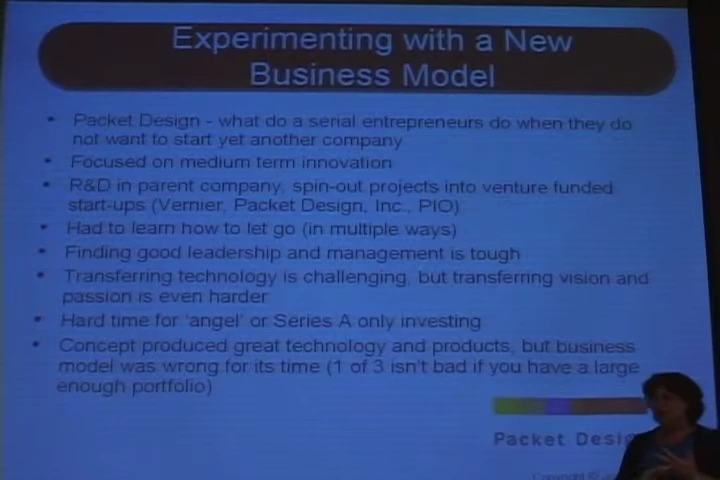 Experimenting with a New
Business Model
• Packet Design - what do a serial entrepreneurs do when they do
not want to start yet another company
• Focused on medium term innovation
• R&D in parent company, spin-out projects into venture funded
start-ups (Vernier, Packet Design, Inc., PIO)
• Had to learn how to let go (in multiple ways)
• Finding good leadership and management is tough
• Transferring technology is challenging, but transferring vision and
passion is even harder
• Hard time for 'angel' or Series A only investing
• Concept produced great technology and products, but business
model was wrong for its time (1 of 3 isn't bad if you have a large
enough portfolio)
Packet Desig
Copyright